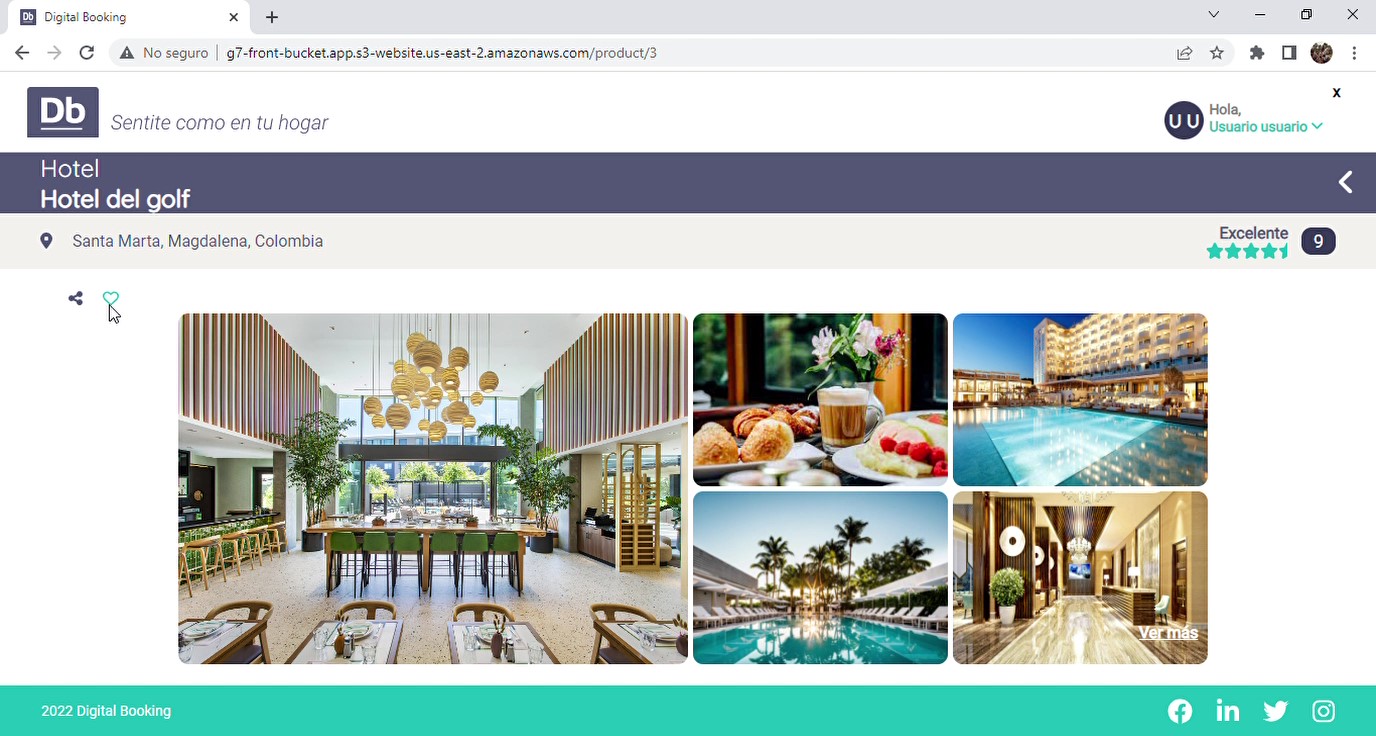 Db Digital Booking
No seguro | g7-front-bucket.app.s3-website.us-east-2.amazonaws.com/product/3
x
Db Sentite como en tu hogar
U U Hola,
Usuario usuario
Hotel
Hotel del golf
Santa Marta, Magdalena, Colombia
Excelente
9
Ver más
2022 Digital Booking